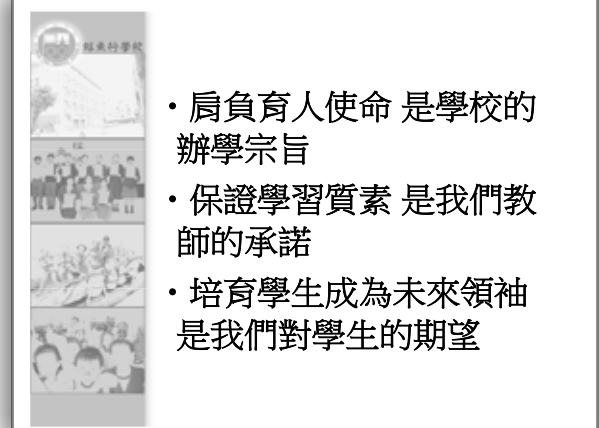 ・肩負育人使命 是學校的
辦學宗旨
・保證學習質素 是我們教
師的承諾
・培育學生成為未來領袖
是我們對學生的期望